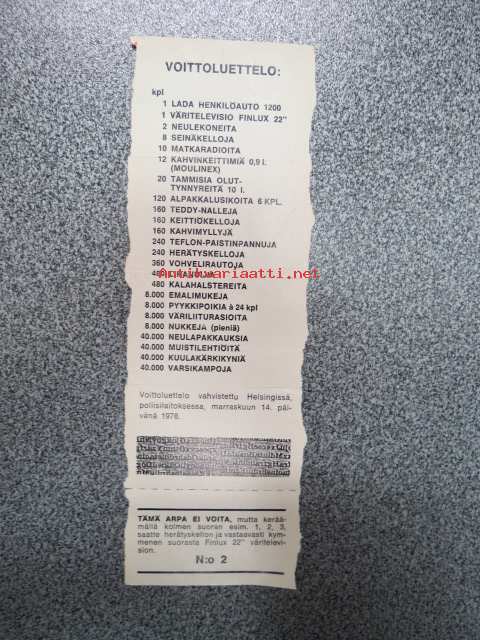 VOITTOLUETTELO:
kpl
1 LADA HENKILÖAUTO 1200
1 VÄRITELEVISIO FINLUX 22"
2 NEULEKONEITA
8 SEINÄKELLOJA
10 MATKARADIOITA
12 KAHVINKEITTIMIÄ 0,9 l.
(MOULINEX)
20 TAMMISIA OLUT-
TYNNYREITÄ 10 l.
120 ALPAKKALUSIKOITA 6 KPL.
160 TEDDY-NALLEJA
160 KEITTIÖKELLOJA
160 KAHVIMYLLYJÄ
240 TEFLON-PAISTINPANNUJA
240 HERÄTYSKELLOJA
360 VOHVELIRAUTOJA
Antikvariaatti.net
480 KALAHALSTEREITA
8.000 EMALIMUKEJA
8.000 PYYKKIPOIKIA à 24 kpl
8.000 VÄRILIITURASIOITA
8.000 NUKKEJA (pieniä)
40.000 NEULAPAKKAUKSIA
40.000 MUISTILEHTIÖITÄ
40.000 KUULAKÄRKIKYNIÄ
40.000 VARSIKAMPOJA
Voittoluettelo vahvistettu Helsingissä,
poliisilaitoksessa, marraskuun 14. päi-
vänä 1978.
TÄMÄ ARPA EI VOITA, mutta kerää-
mällä kolmen suoran esim. 1, 2, 3,
saatte herätyskellon ja vastaavasti kym-
menen suorasta Finlux 22" väritelevi-
sion.
N:o 2